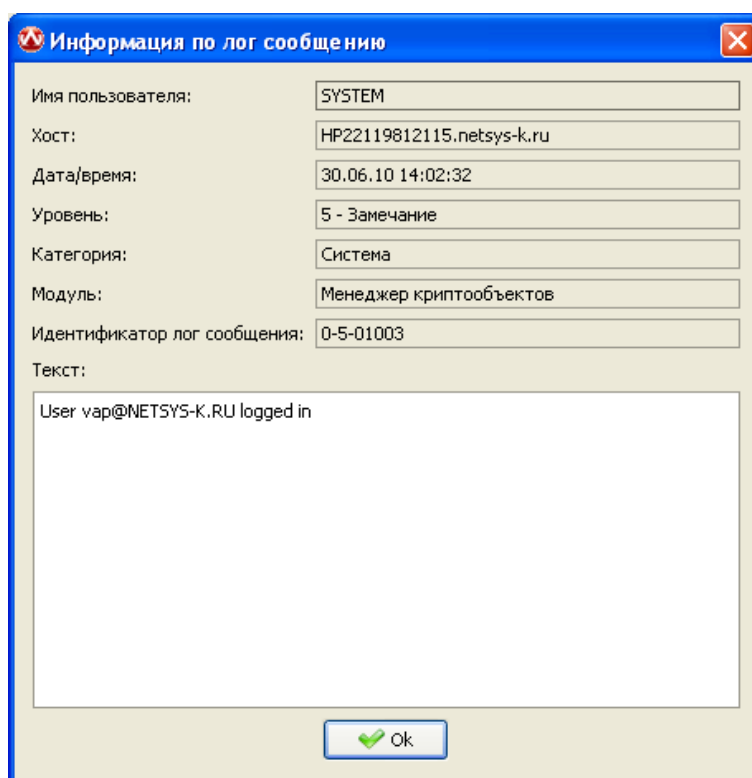 Информация по лог сообщению
Имя пользователя: SYSTEM
Хост: HP22119812115.netsys-k.ru
Дата/время: 30.06.10 14:02:32
Уровень: 5 - Замечание
Категория: Система
Модуль: Менеджер криптообъектов
Идентификатор лог сообщения: 0-5-01003
Текст:
User vap@NETSYS-K.RU logged in
Ok